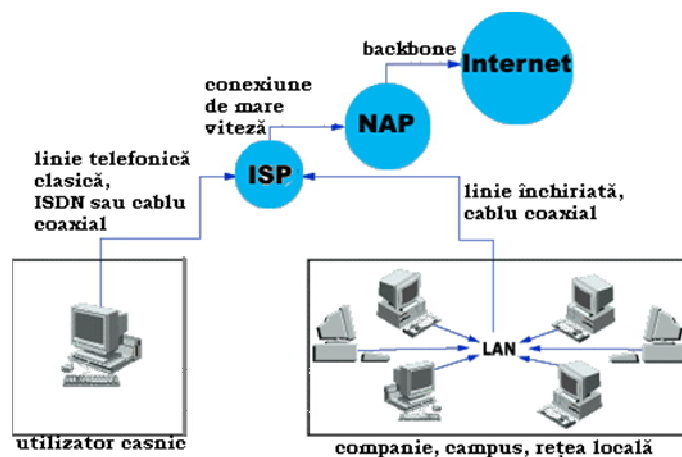 backbone
Internet
conexiune
de mare
viteză
NAP
linie telefonică
clasică,
ISDN sau cablu
coaxial
ISP
linie închiriată,
cablu coaxial
LAN
utilizator casnic
companie, campus, rețea locală